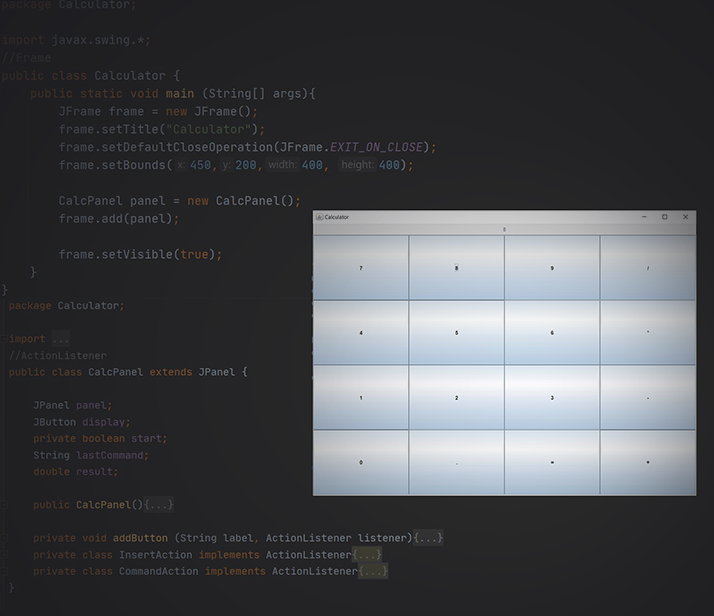 package Calculator;
import javax.swing.*;
//Frame
public class Calculator {
public static void main (String[] args){
JFrame frame = new JFrame();
frame.setTitle("Calculator");
frame.setDefaultCloseOperation(JFrame.EXIT_ON_CLOSE);
frame.setBounds( x: 450, y: 200, width: 400, height: 400);
CalcPanel panel = new CalcPanel();
frame.add(panel);
frame.setVisible(true);
}
}
package Calculator;
import ...
//ActionListener
public class CalcPanel extends JPanel {
JPanel panel;
JButton display;
private boolean start;
String lastCommand;
double result;
public CalcPanel(){...}
private void addButton (String label, ActionListener listener){...}
private class InsertAction implements ActionListener{...}
private class CommandAction implements ActionListener{...}
}
Calculator
7 8 9 /
4 5 6 *
1 2 3 -
0 . = +